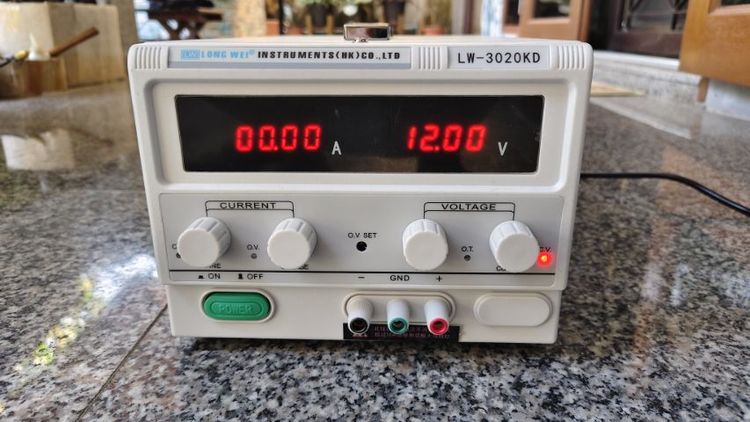 LW LONG WEI® INSTRUMENTS(HK)CO.,LTD LW-3020KD
00.00 A 12.00 V
CURRENT VOLTAGE
O.V. O.V SET O.T. C.V.
ON OFF - GND +
POWER